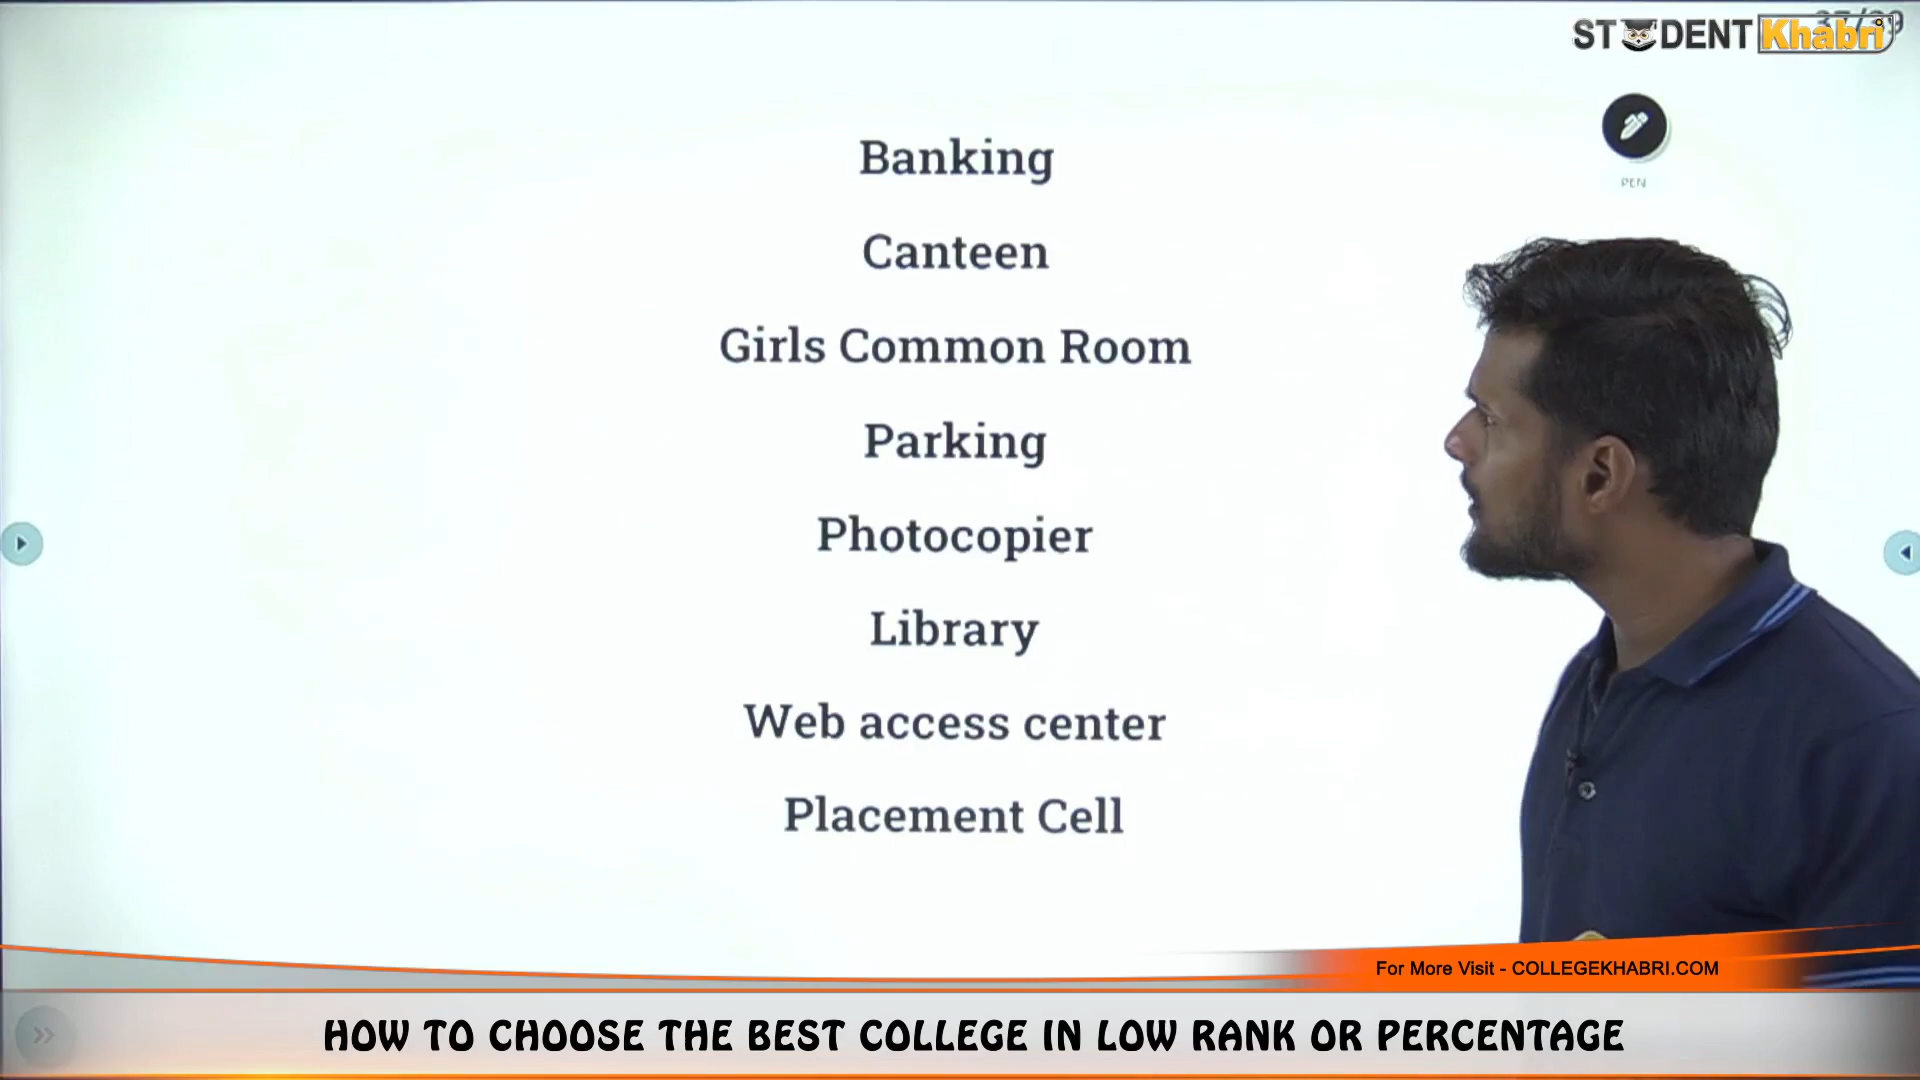 STUDENT Khabri
PEN
Banking
Canteen
Girls Common Room
Parking
Photocopier
Library
Web access center
Placement Cell
For More Visit - COLLEGEKHABRI.COM
HOW TO CHOOSE THE BEST COLLEGE IN LOW RANK OR PERCENTAGE